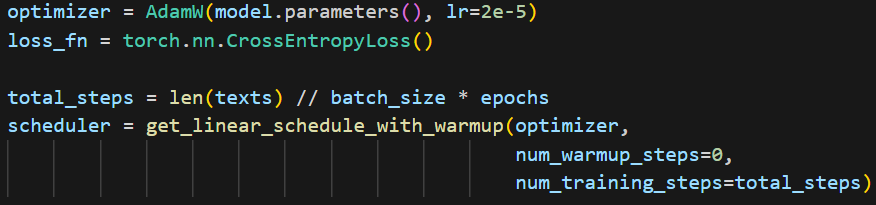 optimizer = AdamW(model.parameters(), lr=2e-5)
loss_fn = torch.nn.CrossEntropyLoss()
total_steps = len(texts) // batch_size * epochs
scheduler = get_linear_schedule_with_warmup(optimizer,
num_warmup_steps=0,
num_training_steps=total_steps)